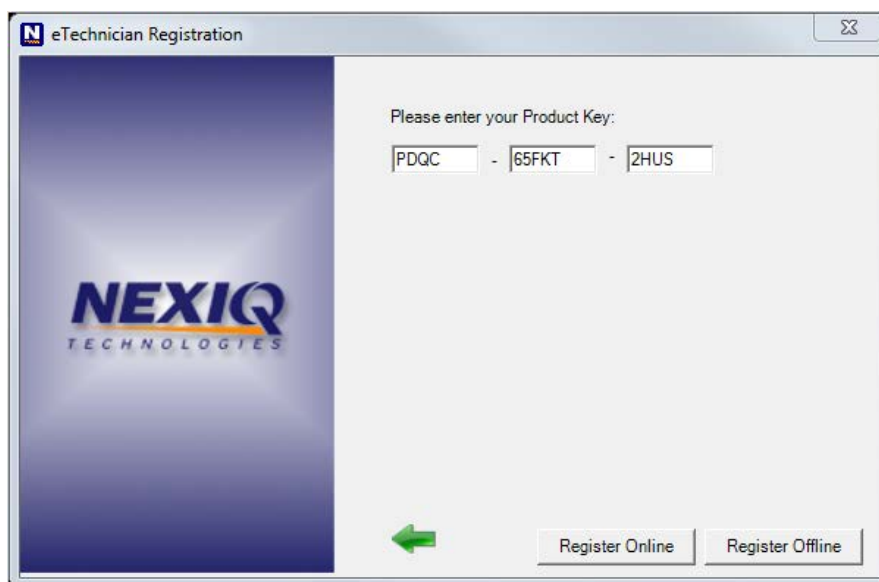 N eTechnician Registration
Please enter your Product Key:
PDQC - 65FKT - 2HUS
NEXIQ
TECHNOLOGIES
Register Online Register Offline